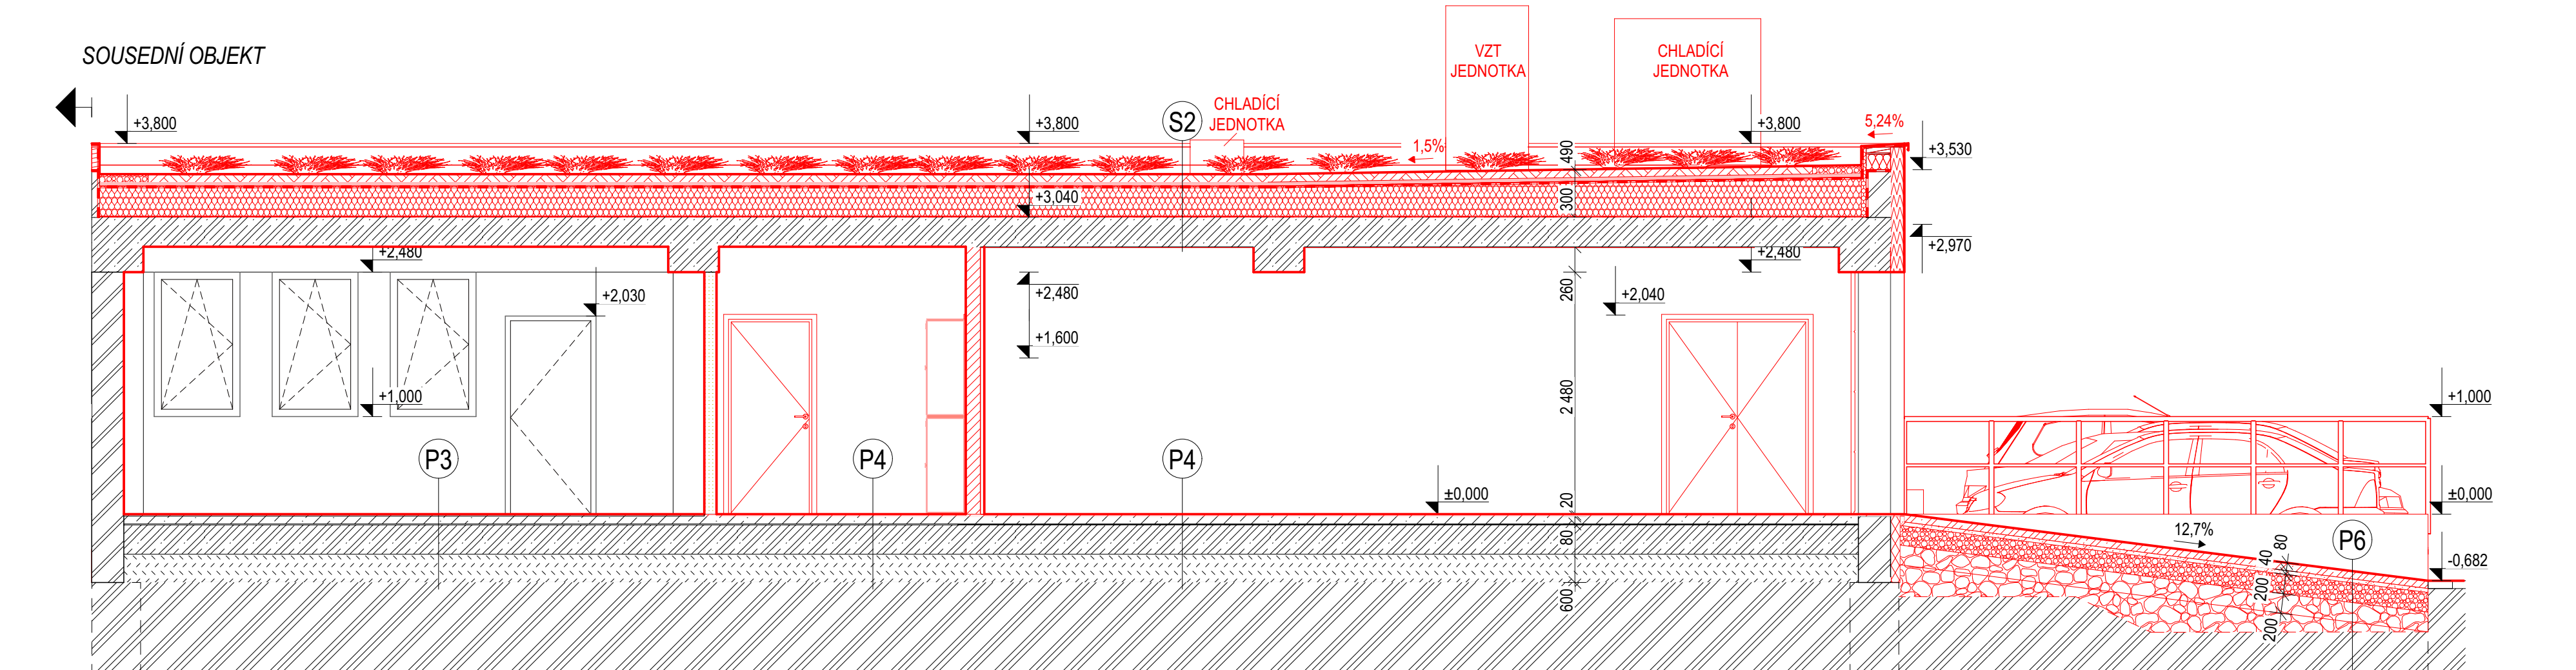 SOUSEDNÍ OBJEKT
VZT
JEDNOTKA
CHLADÍCÍ
JEDNOTKA
CHLADÍCÍ
JEDNOTKA
+3,800
+3,800
S2
+3,800
5,24%
1,5%
490
+3,530
+3,040
300
+2,480
+2,480
+2,970
+2,480
260
+2,030
+2,040
+1,600
+1,000
2 480
+1,000
P3
P4
P4
±0,000
20
±0,000
80
12,7%
P6
80
40
-0,682
200
600
200